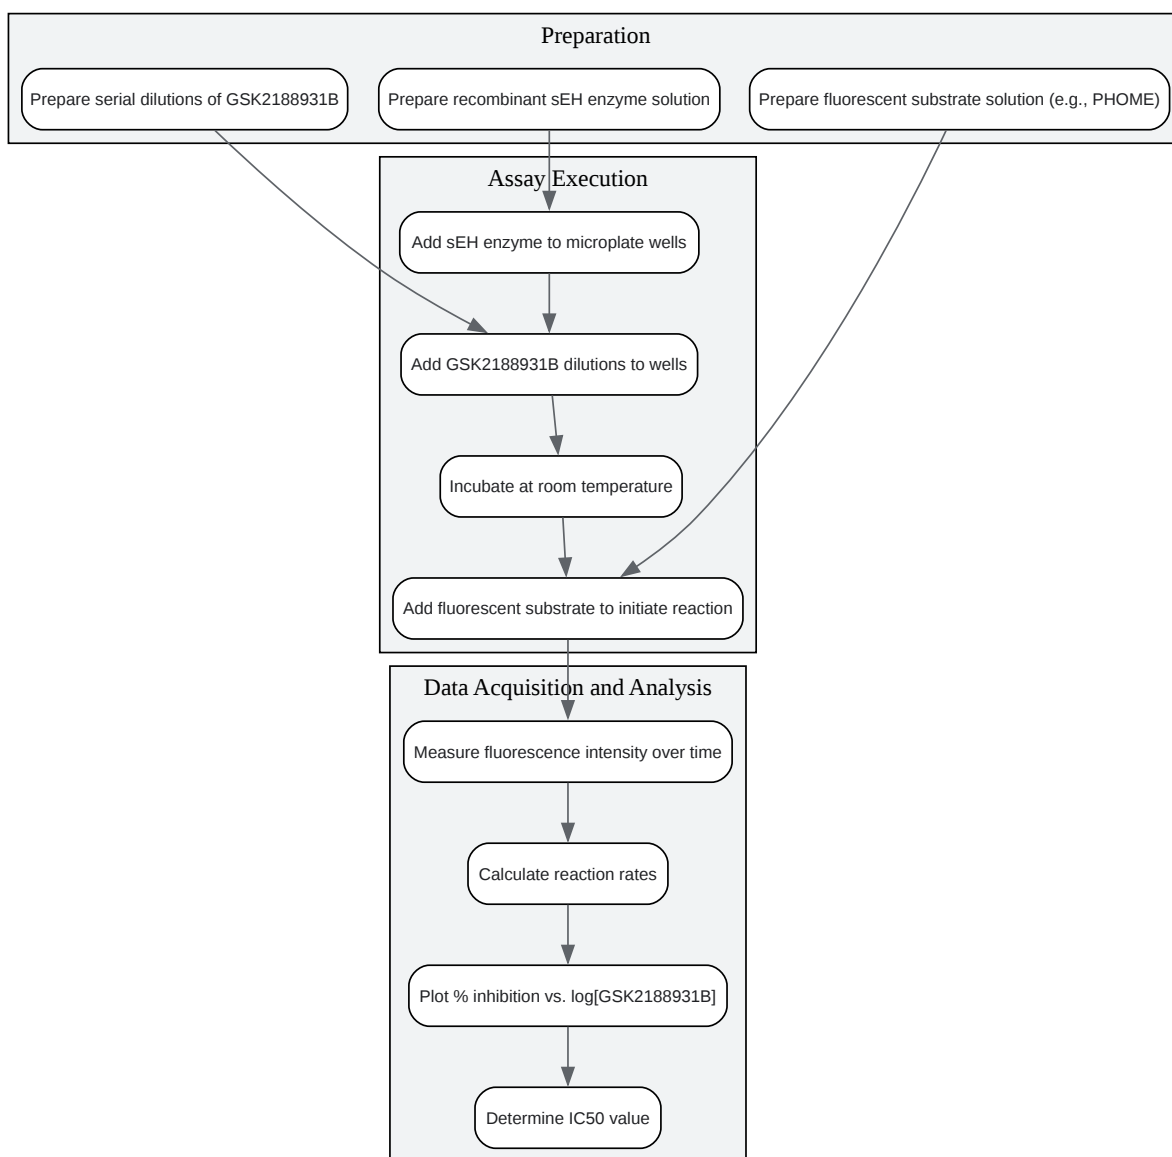 Preparation
Prepare serial dilutions of GSK2188931B
Prepare recombinant sEH enzyme solution
Prepare fluorescent substrate solution (e.g., PHOME)
Assay Execution
Add sEH enzyme to microplate wells
Add GSK2188931B dilutions to wells
Incubate at room temperature
Add fluorescent substrate to initiate reaction
Data Acquisition and Analysis
Measure fluorescence intensity over time
Calculate reaction rates
Plot % inhibition vs. log[GSK2188931B]
Determine IC50 value